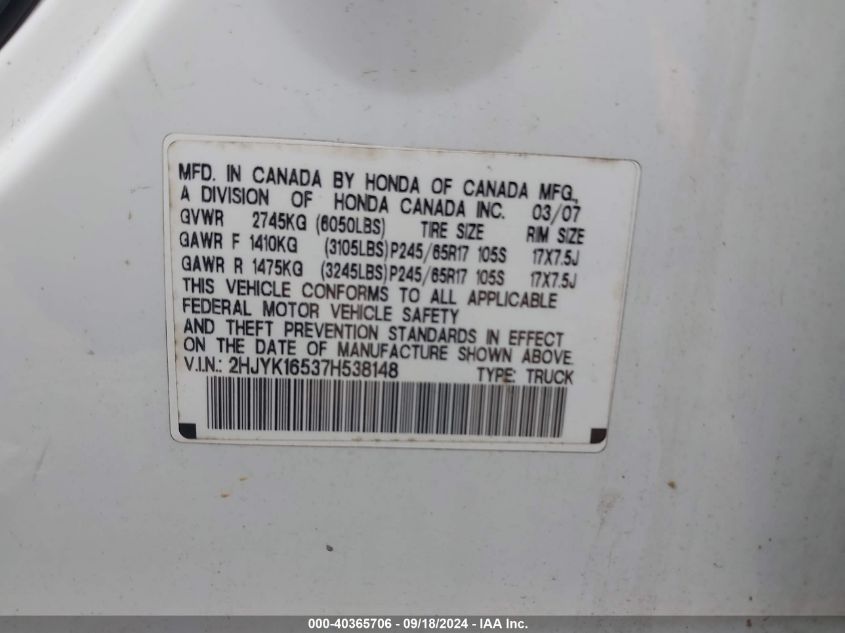 MFD. IN CANADA BY HONDA OF CANADA MFG.,
A DIVISION OF HONDA CANADA INC. 03/07
GVWR 2745KG (6050LBS) TIRE SIZE RIM SIZE
GAWR F 1410KG (3105LBS) P245/65R17 105S 17X7.5J
GAWR R 1475KG (3245LBS) P245/65R17 105S 17X7.5J
THIS VEHICLE CONFORMS TO ALL APPLICABLE
FEDERAL MOTOR VEHICLE SAFETY
AND THEFT PREVENTION STANDARDS IN EFFECT
ON THE DATE OF MANUFACTURE SHOWN ABOVE.
V.I.N.: 2HJYK16537H538148 TYPE: TRUCK
000-40365706 - 09/18/2024 - IAA Inc.